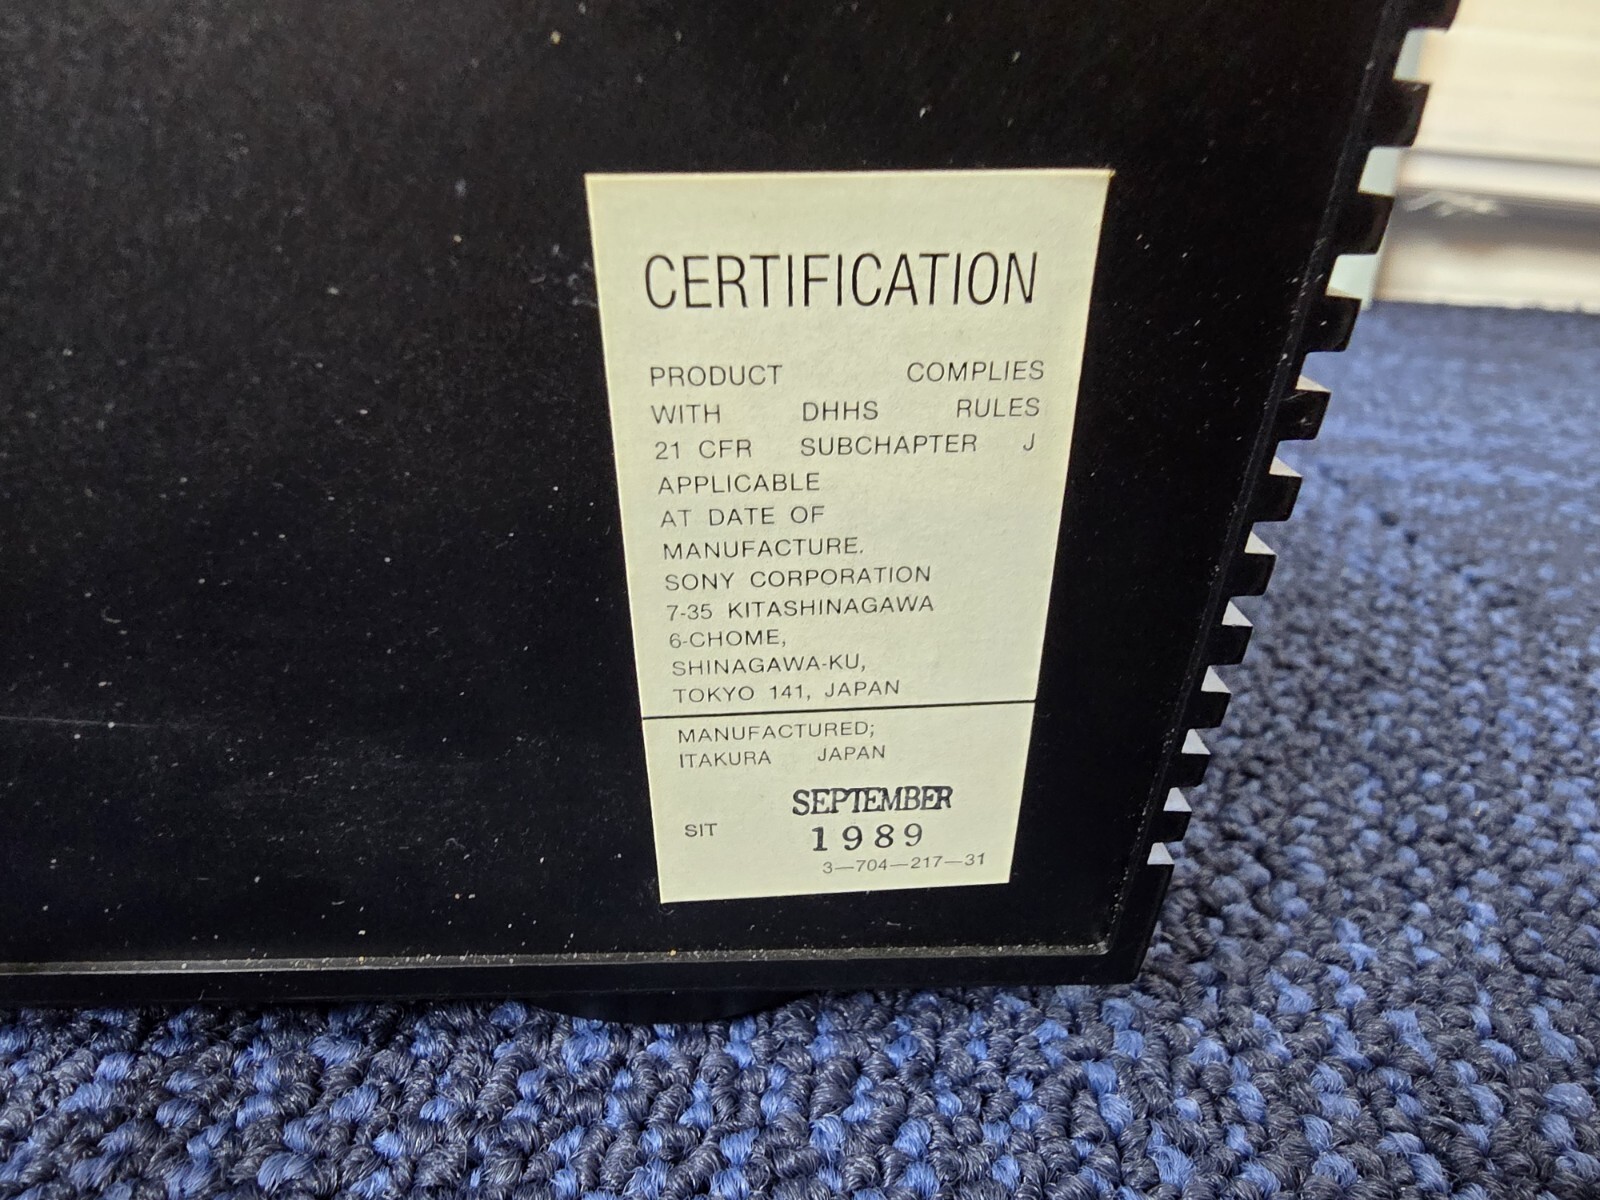 CERTIFICATION
PRODUCT COMPLIES
WITH DHHS RULES
21 CFR SUBCHAPTER J
APPLICABLE
AT DATE OF
MANUFACTURE.
SONY CORPORATION
7-35 KITASHINAGAWA
6-CHOME,
SHINAGAWA-KU,
TOKYO 141, JAPAN
MANUFACTURED;
ITAKURA JAPAN
SEPTEMBER
SIT 1989
3—704—217—31